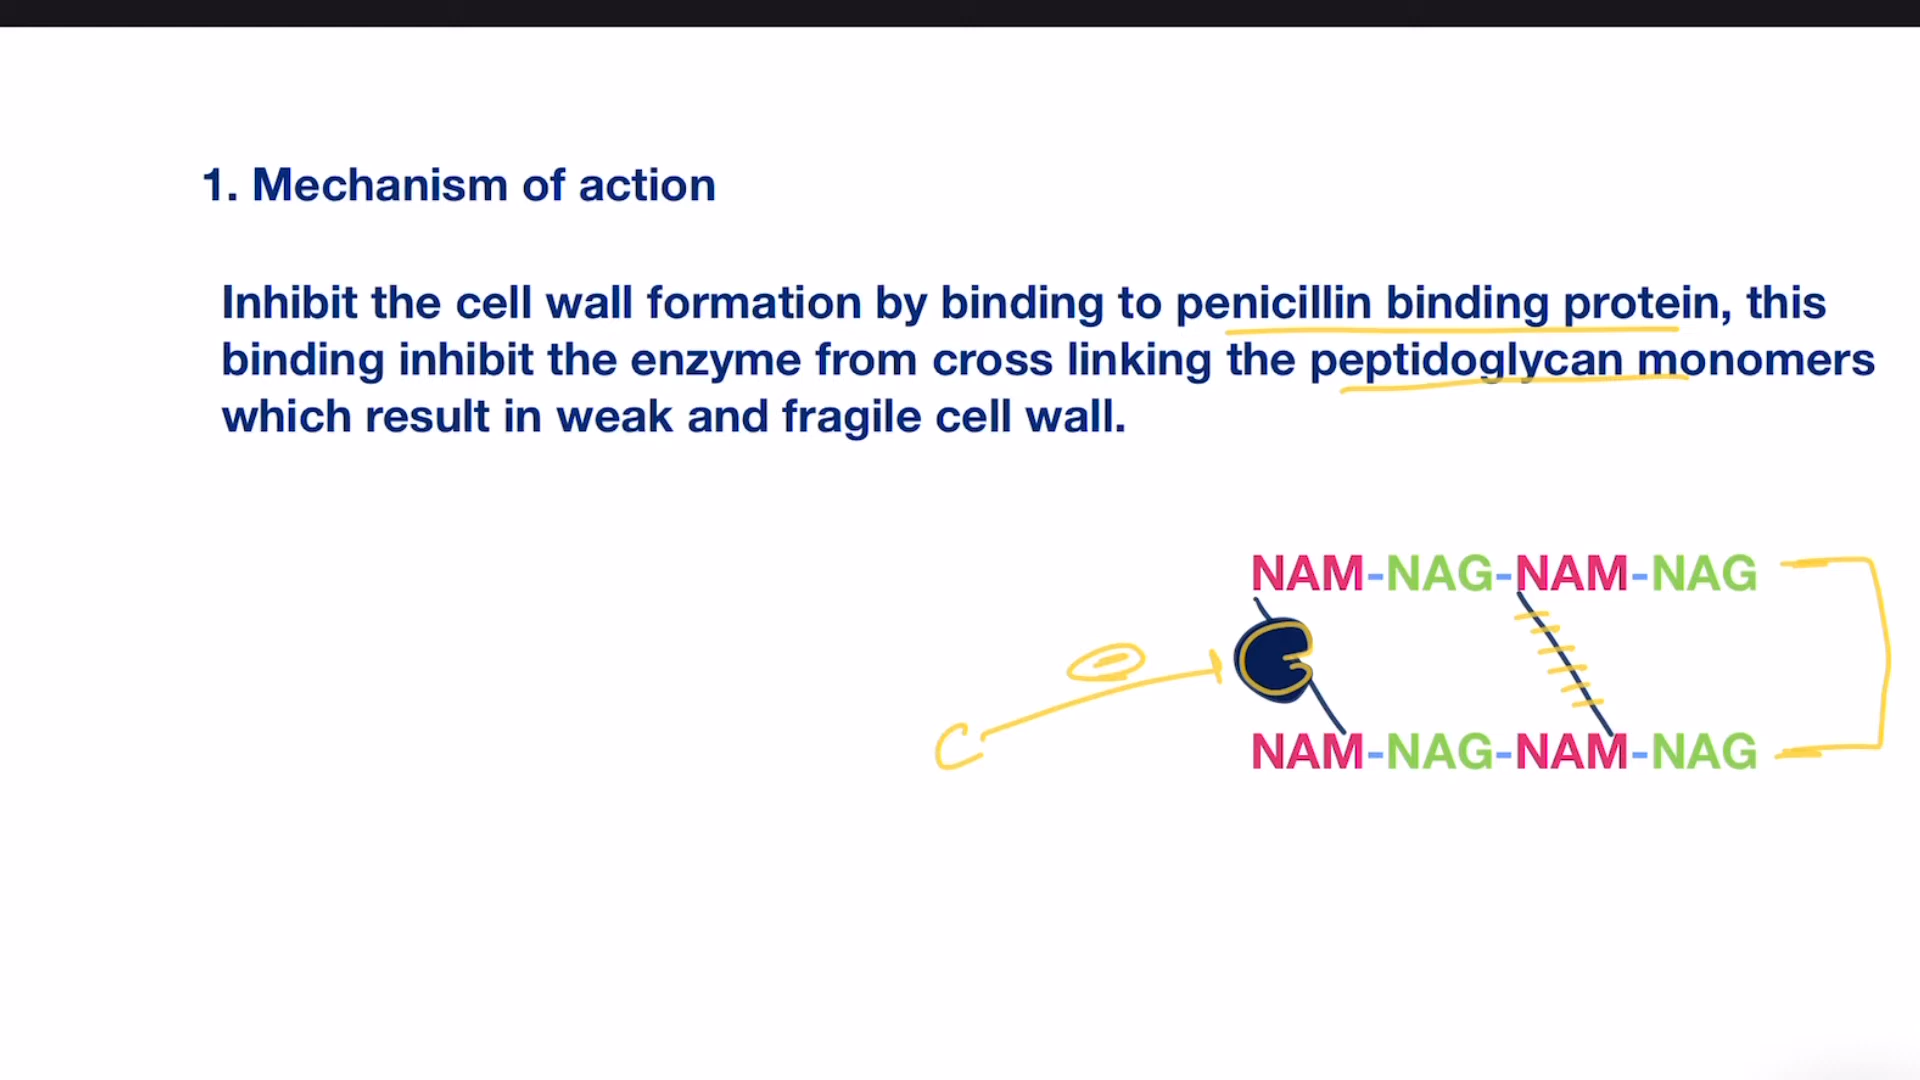 1. Mechanism of action
Inhibit the cell wall formation by binding to penicillin binding protein, this
binding inhibit the enzyme from cross linking the peptidoglycan monomers
which result in weak and fragile cell wall.
NAM-NAG-NAM-NAG
C
NAM-NAG-NAM-NAG